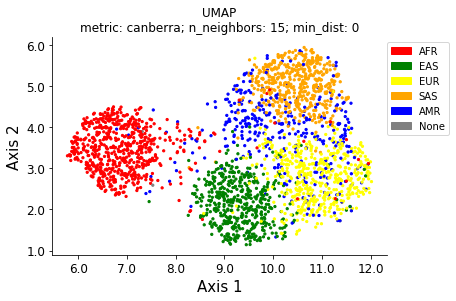 UMAP
metric: canberra; n_neighbors: 15; min_dist: 0
6.0
5.0
4.0
3.0
2.0
1.0
Axis 2
6.0 7.0 8.0 9.0 10.0 11.0 12.0
Axis 1
AFR
EAS
EUR
SAS
AMR
None